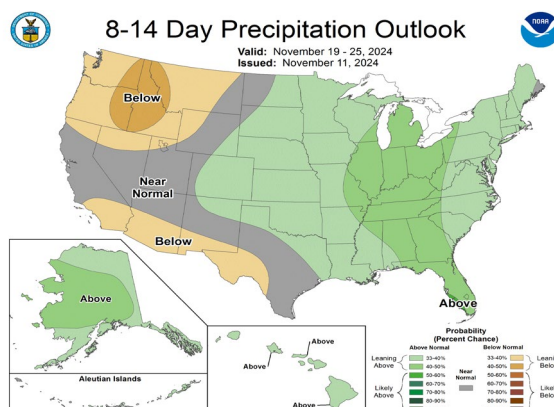 8-14 Day Precipitation Outlook
Valid: November 19 - 25, 2024
Issued: November 11, 2024
NOAA
Below
Near
Normal
Below
Above
Above
Above
Above
Above
Aleutian Islands
Probability
(Percent Chance)
Above Normal
Below Normal
Leaning
Above
33-40%
40-50%
Near
Normal
33-40%
40-50%
Likely
Above
50-60%
60-70%
70-80%
80-90%
50-60%
60-70%
70-80%
80-90%